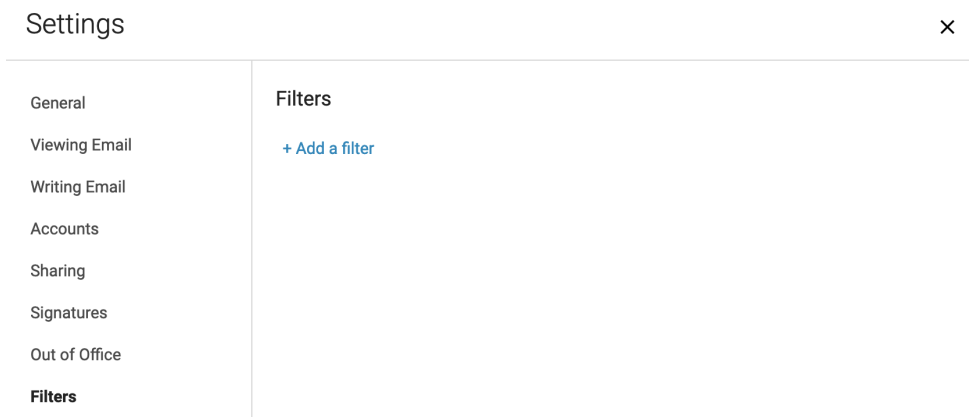 Settings
General
Viewing Email
Writing Email
Accounts
Sharing
Signatures
Out of Office
Filters
Filters
+ Add a filter